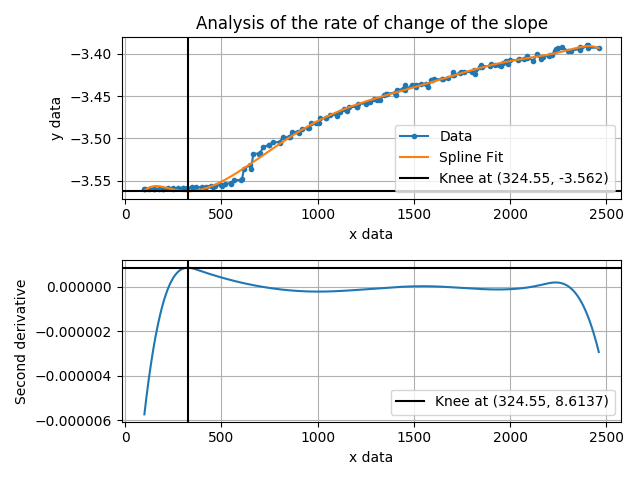 Analysis of the rate of change of the slope
y data
−3.40
−3.45
−3.50
−3.55
Data
Spline Fit
Knee at (324.55, -3.562)
0 500 1000 1500 2000 2500
x data
Second derivative
0.000000
−0.000002
−0.000004
−0.000006
Knee at (324.55, 8.6137)
0 500 1000 1500 2000 2500
x data